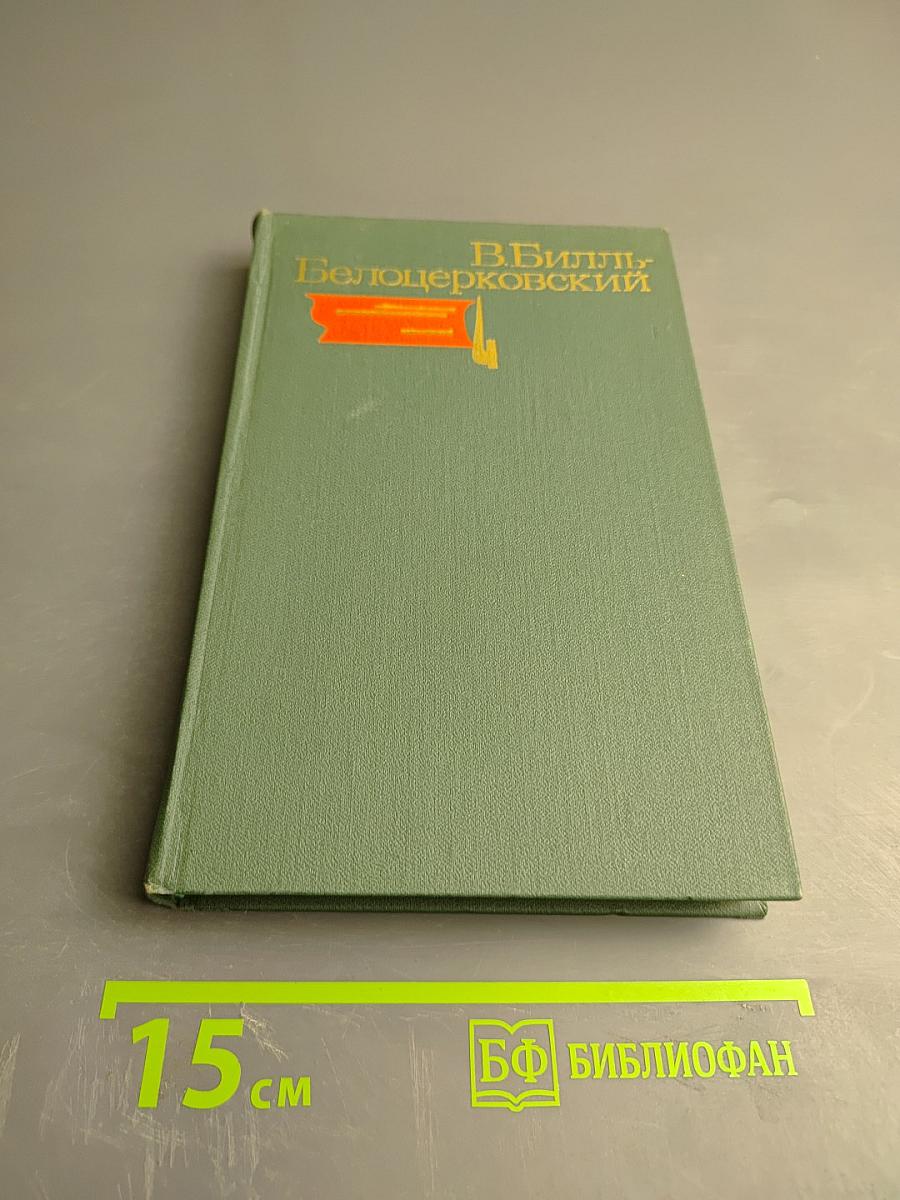 В.Билль-
Белоцерковский
15 см
БФ БИБЛИОФАН